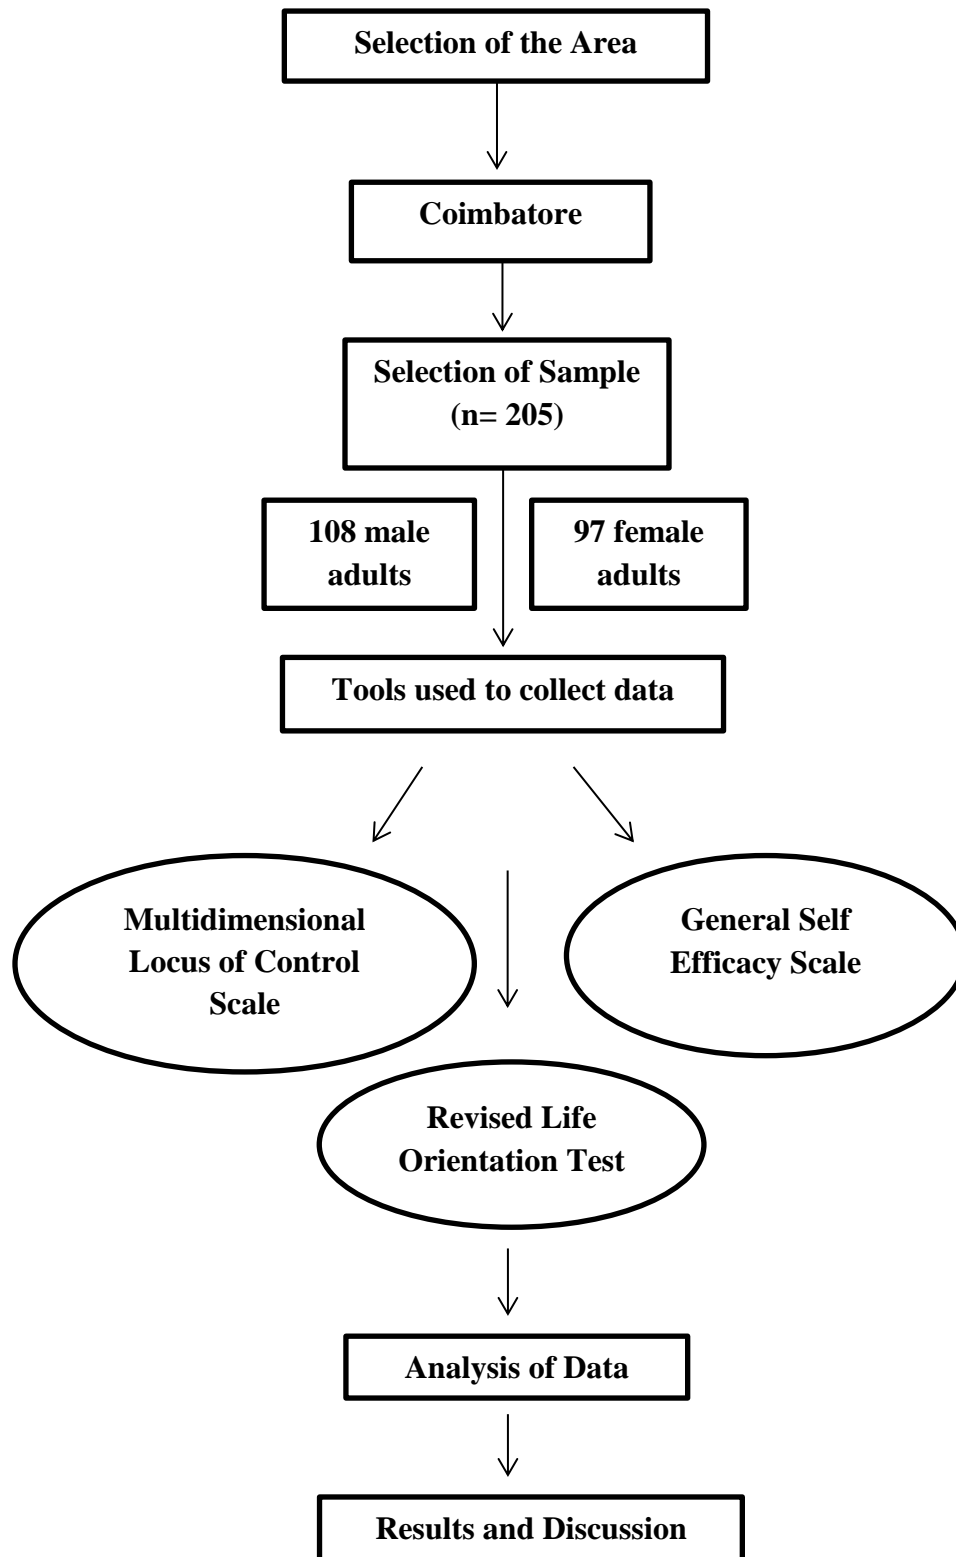 Selection of the Area
Coimbatore
Selection of Sample
(n= 205)
108 male
adults
97 female
adults
Tools used to collect data
Multidimensional
Locus of Control
Scale
General Self
Efficacy Scale
Revised Life
Orientation Test
Analysis of Data
Results and Discussion